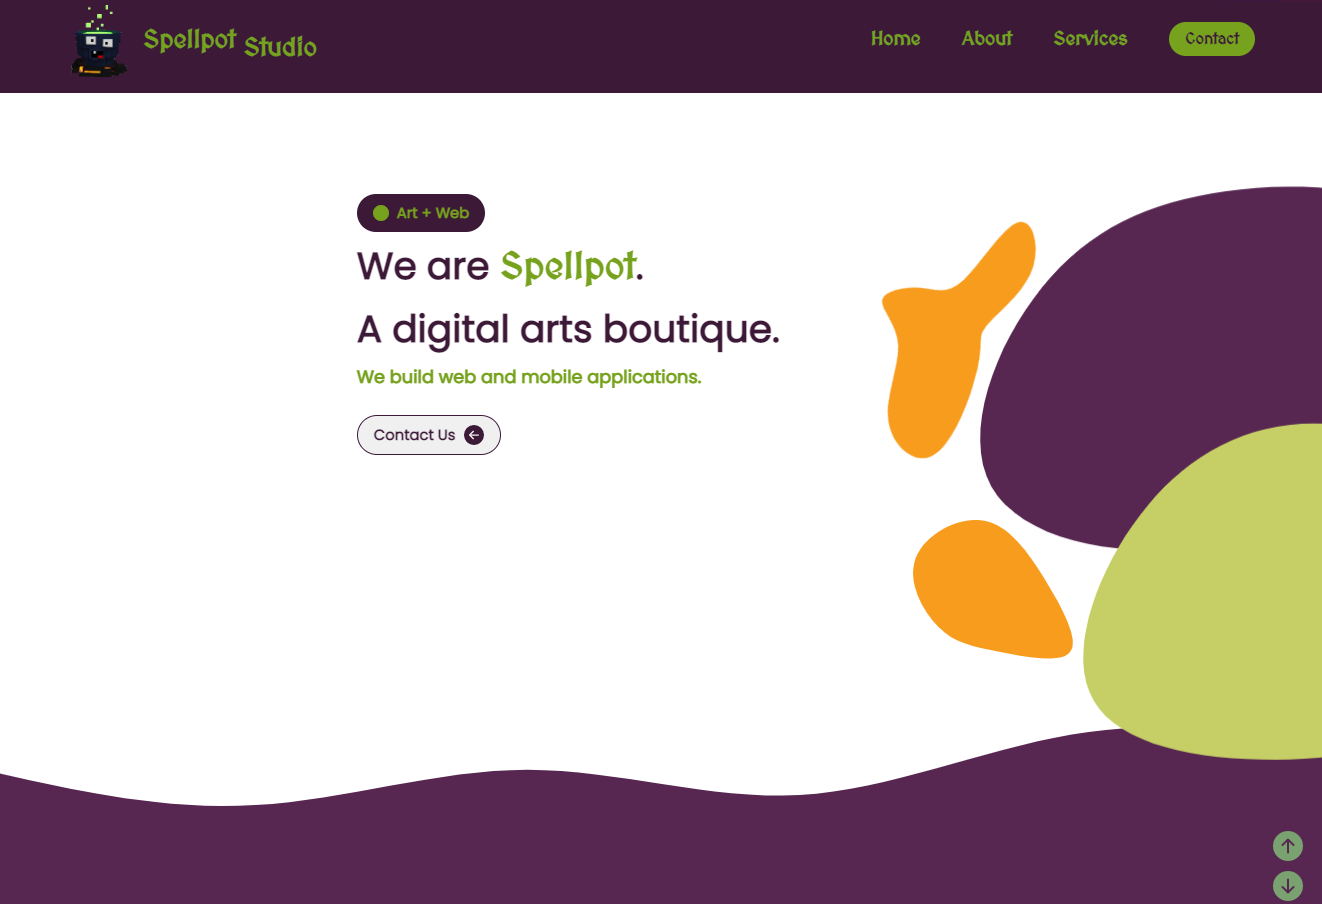 Spellpot Studio
Home About Services Contact
Art + Web
We are Spellpot.
A digital arts boutique.
We build web and mobile applications.
Contact Us